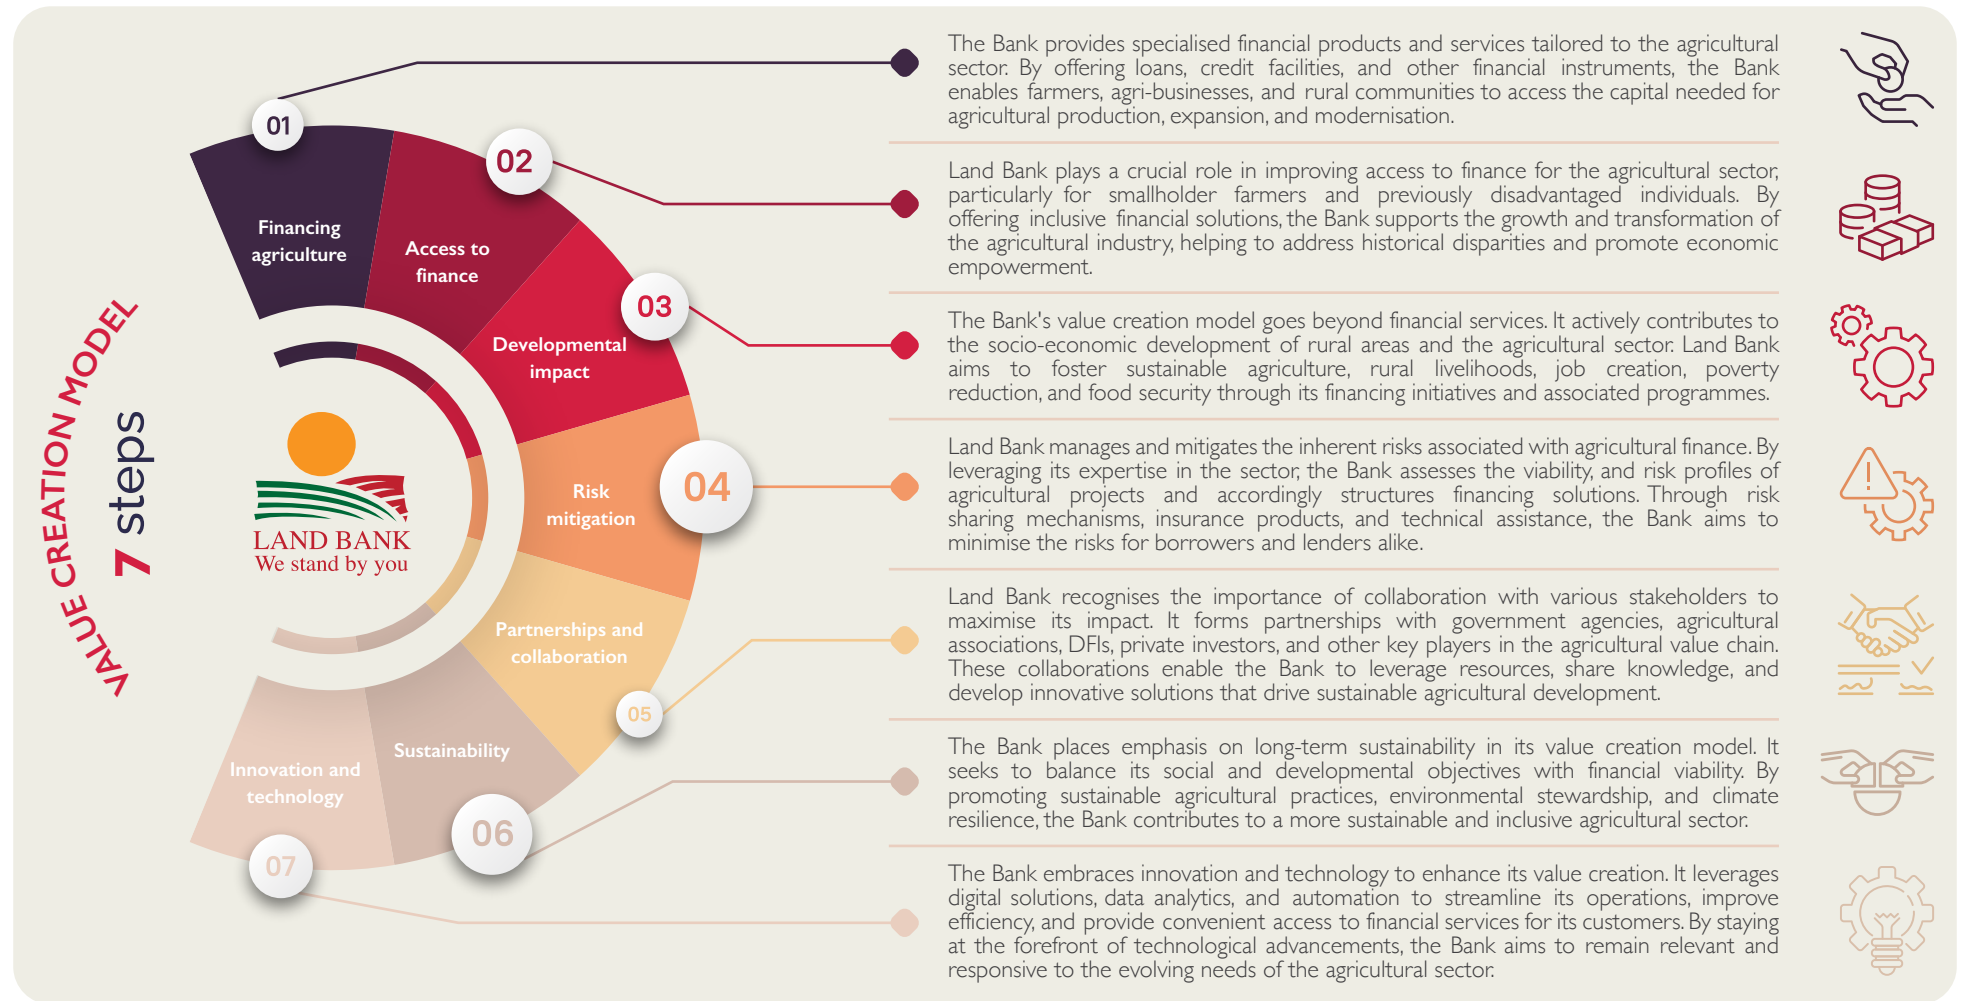 VALUE CREATION MODEL
7 steps
LAND BANK
We stand by you
01
Financing
agriculture
The Bank provides specialised financial products and services tailored to the agricultural
sector. By offering loans, credit facilities, and other financial instruments, the Bank
enables farmers, agri-businesses, and rural communities to access the capital needed for
agricultural production, expansion, and modernisation.
02
Access to
finance
Land Bank plays a crucial role in improving access to finance for the agricultural sector,
particularly for smallholder farmers and previously disadvantaged individuals. By
offering inclusive financial solutions, the Bank supports the growth and transformation of
the agricultural industry, helping to address historical disparities and promote economic
empowerment.
03
Developmental
impact
The Bank's value creation model goes beyond financial services. It actively contributes to
the socio-economic development of rural areas and the agricultural sector. Land Bank
aims to foster sustainable agriculture, rural livelihoods, job creation, poverty
reduction, and food security through its financing initiatives and associated programmes.
04
Risk
mitigation
Land Bank manages and mitigates the inherent risks associated with agricultural finance. By
leveraging its expertise in the sector, the Bank assesses the viability, and risk profiles of
agricultural projects and accordingly structures financing solutions. Through risk
sharing mechanisms, insurance products, and technical assistance, the Bank aims to
minimise the risks for borrowers and lenders alike.
05
Partnerships and
collaboration
Land Bank recognises the importance of collaboration with various stakeholders to
maximise its impact. It forms partnerships with government agencies, agricultural
associations, DFIs, private investors, and other key players in the agricultural value chain.
These collaborations enable the Bank to leverage resources, share knowledge, and
develop innovative solutions that drive sustainable agricultural development.
06
Sustainability
The Bank places emphasis on long-term sustainability in its value creation model. It
seeks to balance its social and developmental objectives with financial viability. By
promoting sustainable agricultural practices, environmental stewardship, and climate
resilience, the Bank contributes to a more sustainable and inclusive agricultural sector.
07
Innovation and
technology
The Bank embraces innovation and technology to enhance its value creation. It leverages
digital solutions, data analytics, and automation to streamline its operations, improve
efficiency, and provide convenient access to financial services for its customers. By staying
at the forefront of technological advancements, the Bank aims to remain relevant and
responsive to the evolving needs of the agricultural sector.